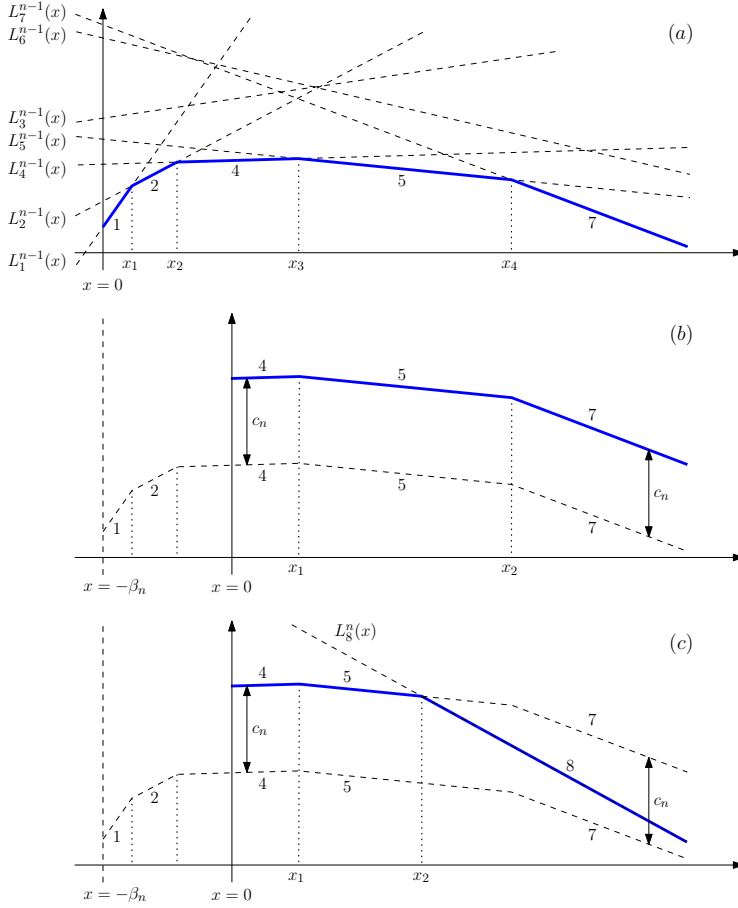 L_7^{n-1}(x)
(a)
L_6^{n-1}(x)
L_3^{n-1}(x)
L_5^{n-1}(x)
L_4^{n-1}(x)
4
2
5
L_2^{n-1}(x)
1
7
L_1^{n-1}(x)
x_1 x_2 x_3 x_4
x = 0
(b)
4
5
7
c_n
4
5
2
c_n
1
7
x_1 x_2
x = −β_n x = 0
L_8^n(x)
(c)
4
5
7
c_n
8
2
4
5
c_n
1
7
x_1 x_2
x = −β_n x = 0